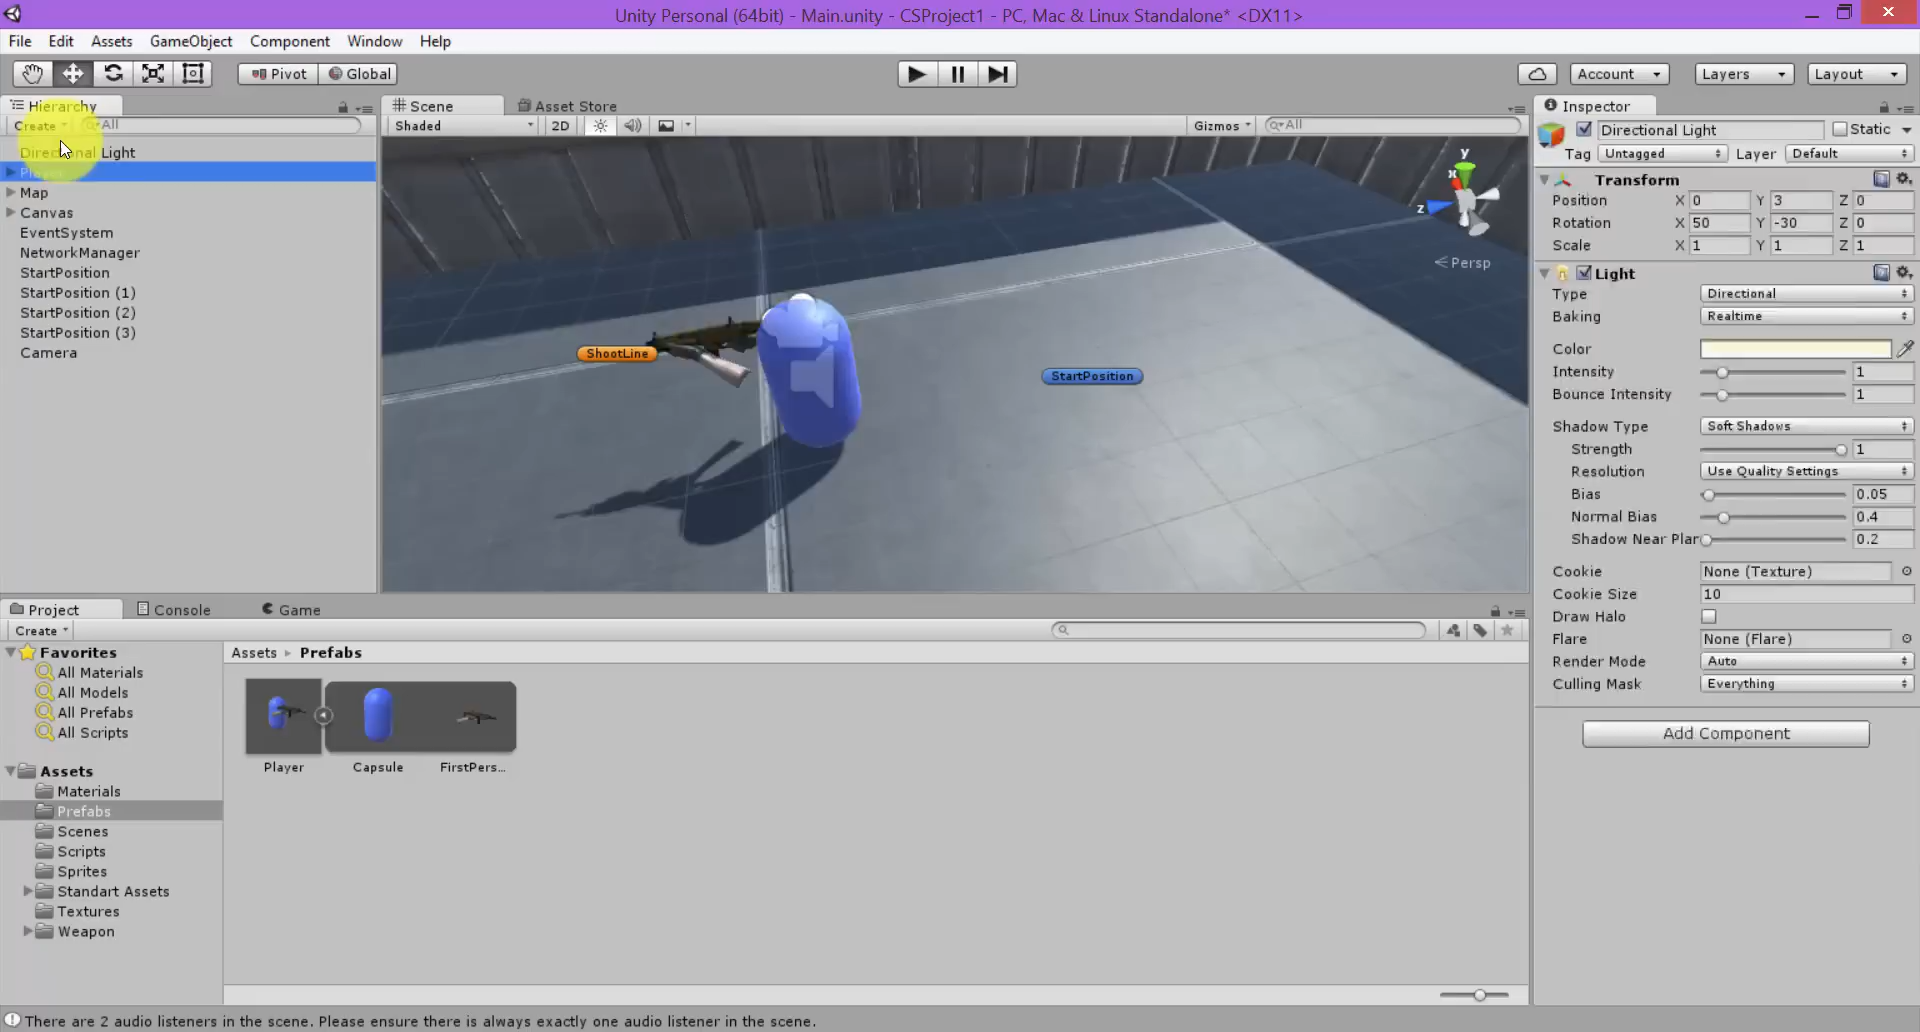 Unity Personal (64bit) - Main.unity - CSProject1 - PC, Mac & Linux Standalone* <DX11>
File Edit Assets GameObject Component Window Help
Pivot Global Account Layers Layout
Hierarchy
Create All
Directional Light
Player
Map
Canvas
EventSystem
NetworkManager
StartPosition
StartPosition (1)
StartPosition (2)
StartPosition (3)
Camera
Scene Asset Store
Shaded 2D Gizmos All
y
x
z
Persp
ShootLine
StartPosition
Inspector
Directional Light Static
Tag Untagged Layer Default
Transform
Position X 0 Y 3 Z 0
Rotation X 50 Y -30 Z 0
Scale X 1 Y 1 Z 1
Light
Type Directional
Baking Realtime
Color
Intensity 1
Bounce Intensity 1
Shadow Type Soft Shadows
Strength 1
Resolution Use Quality Settings
Bias 0.05
Normal Bias 0.4
Shadow Near Plar 0.2
Cookie None (Texture)
Cookie Size 10
Draw Halo
Flare None (Flare)
Render Mode Auto
Culling Mask Everything
Add Component
Project Console Game
Create
Favorites
All Materials
All Models
All Prefabs
All Scripts
Assets
Materials
Prefabs
Scenes
Scripts
Sprites
Standart Assets
Textures
Weapon
Assets Prefabs
Player Capsule FirstPers...
There are 2 audio listeners in the scene. Please ensure there is always exactly one audio listener in the scene.